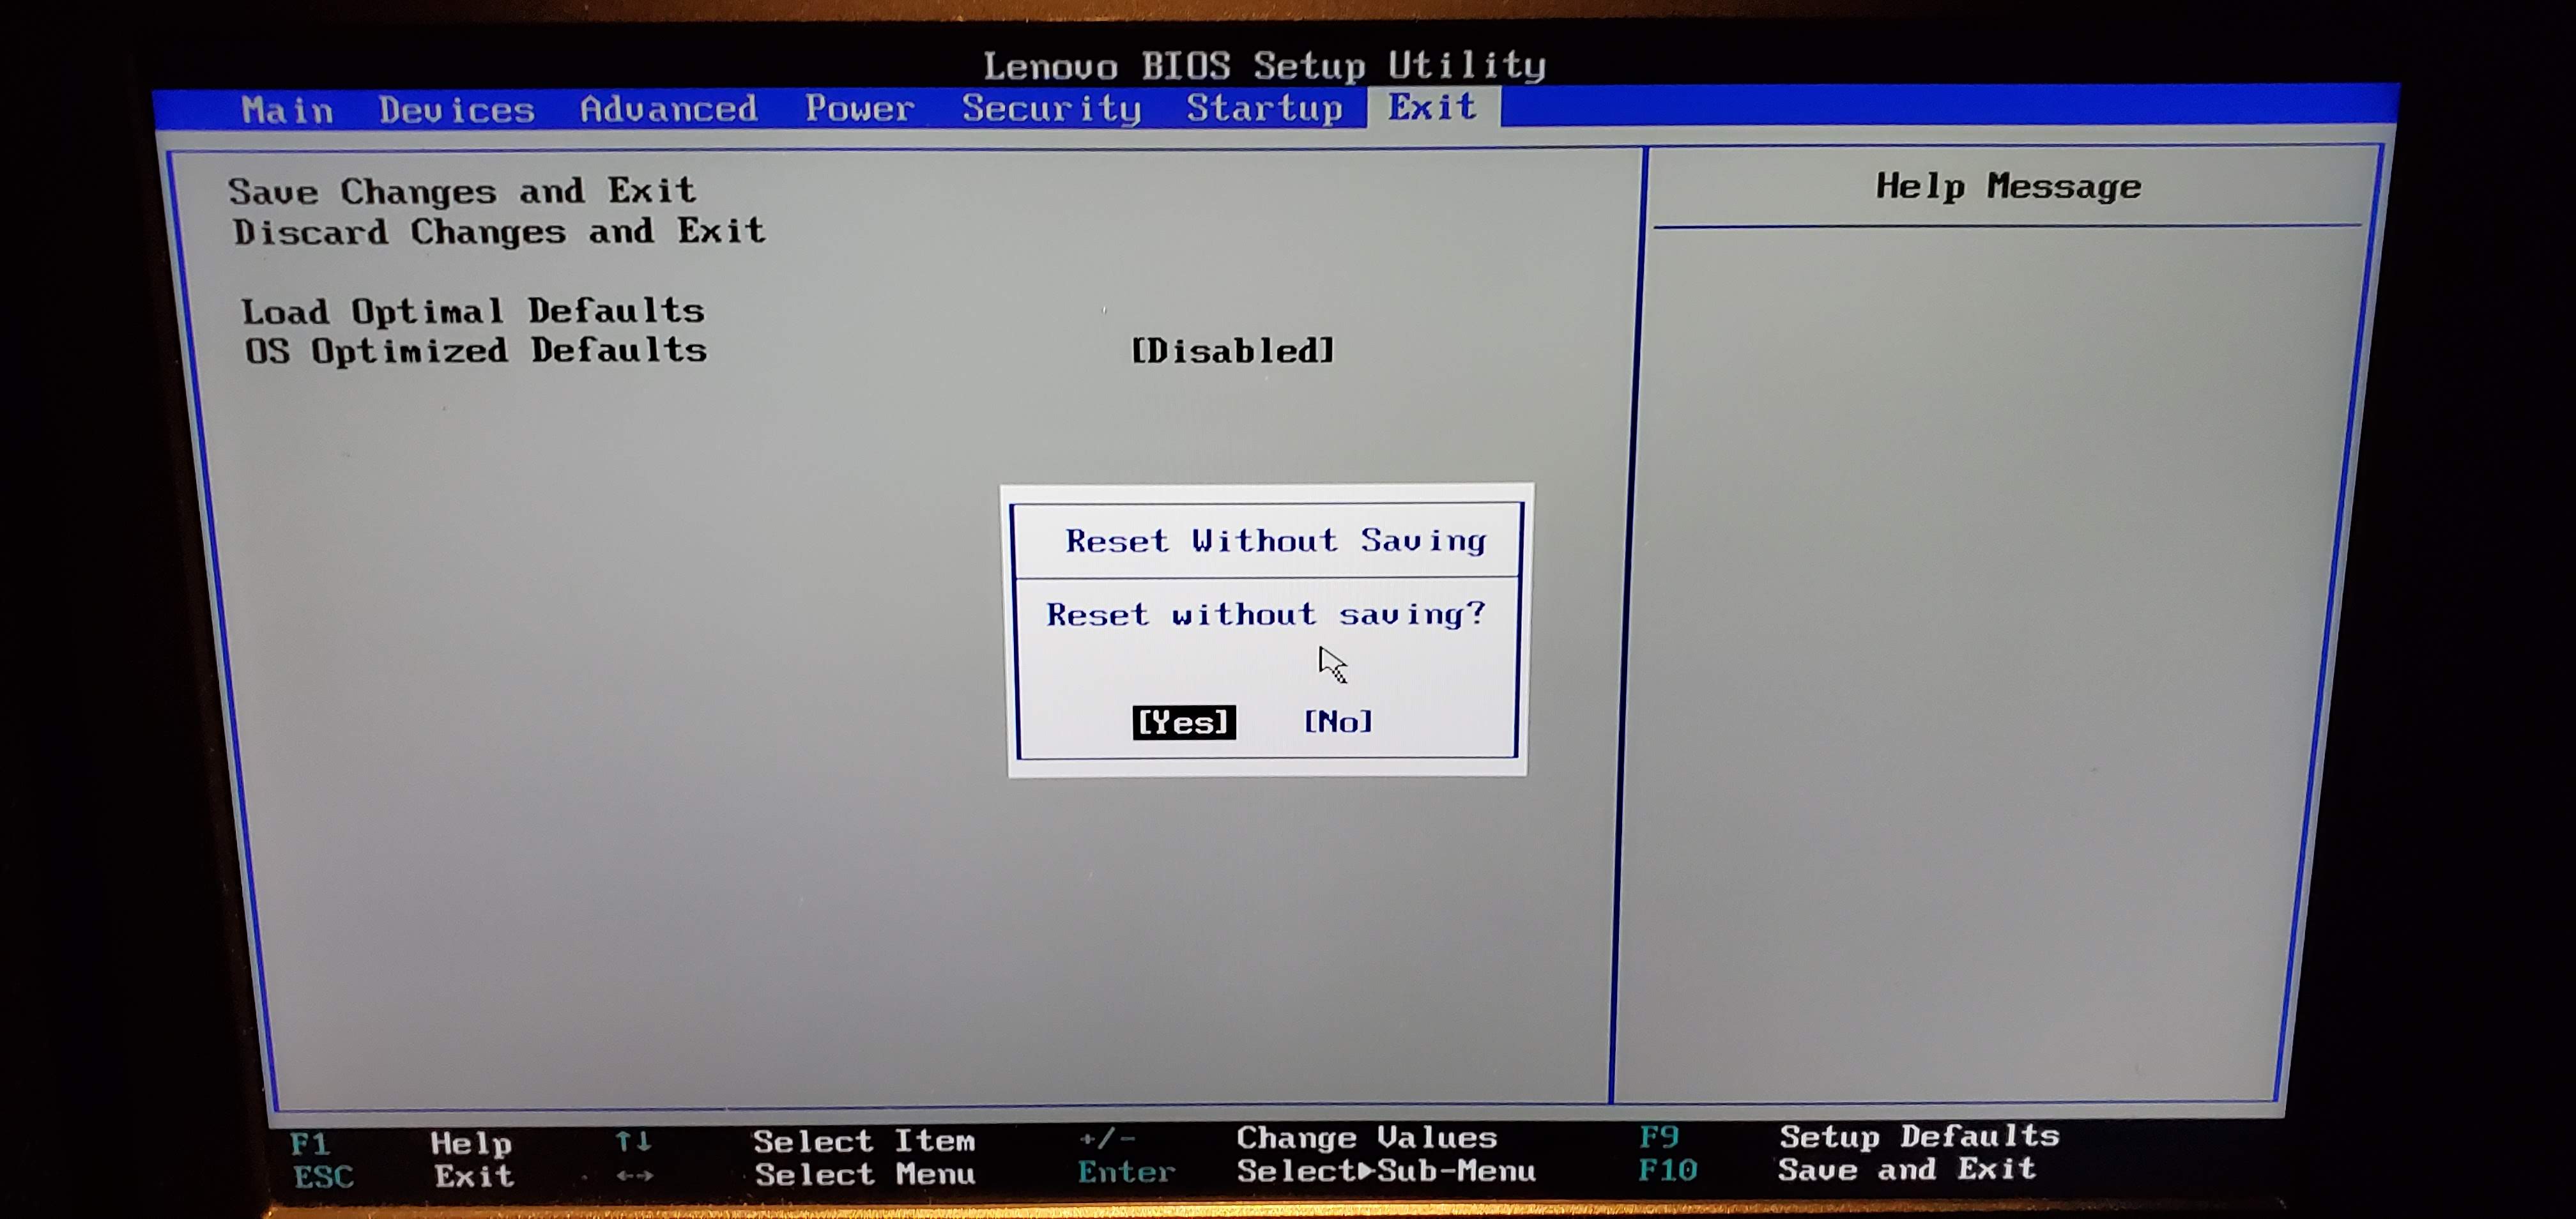 Lenovo BIOS Setup Utility
Main Devices Advanced Power Security Startup Exit
Save Changes and Exit
Discard Changes and Exit
Load Optimal Defaults
OS Optimized Defaults [Disabled]
Help Message
Reset Without Saving
Reset without saving?
[Yes] [No]
F1 Help ↑↓ Select Item +/- Change Values F9 Setup Defaults
ESC Exit ←→ Select Menu Enter Select▶Sub-Menu F10 Save and Exit